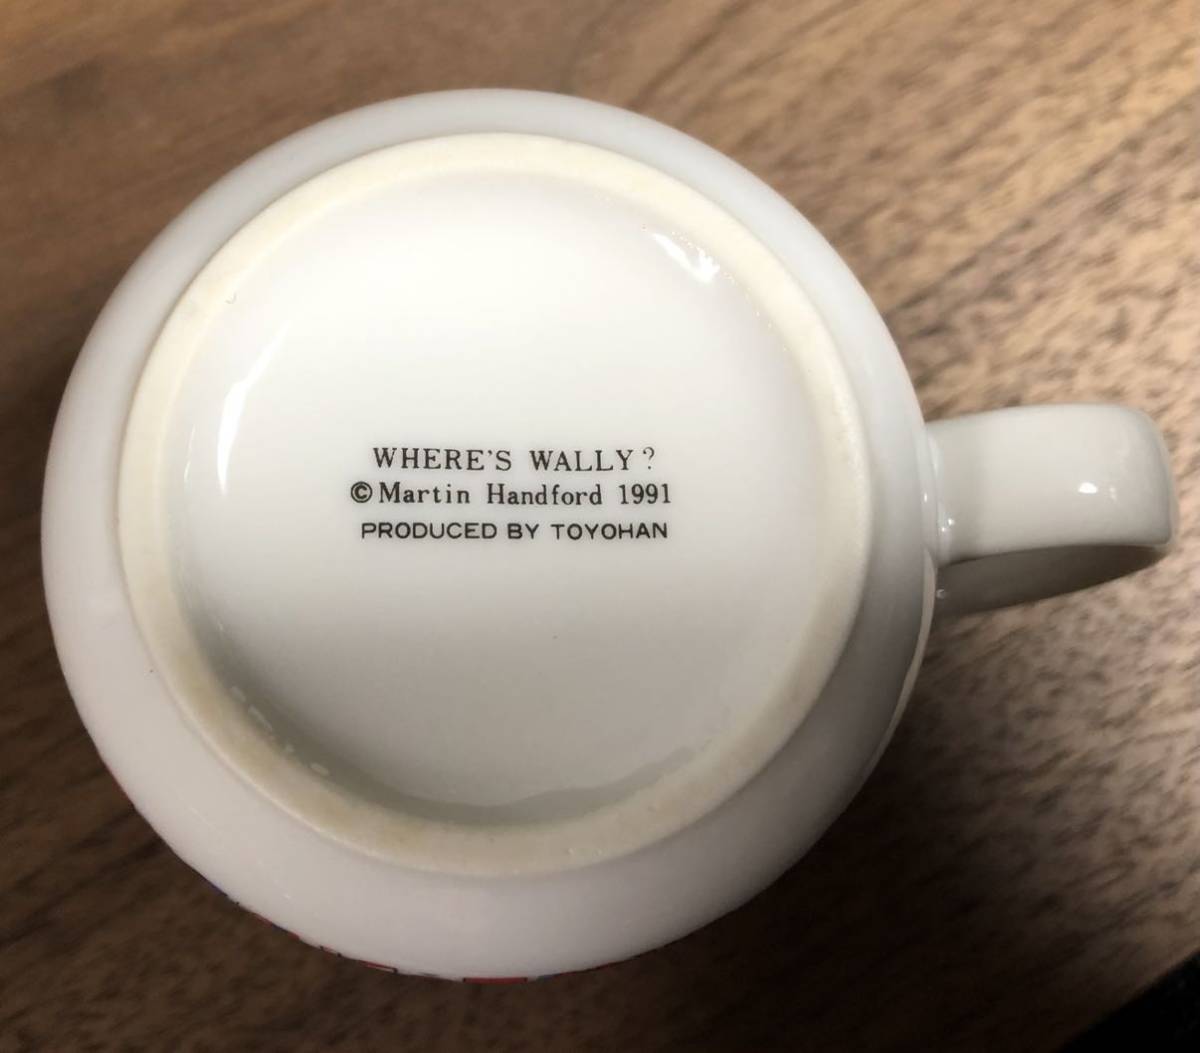 WHERE'S WALLY?
©Martin Handford 1991
PRODUCED BY TOYOHAN